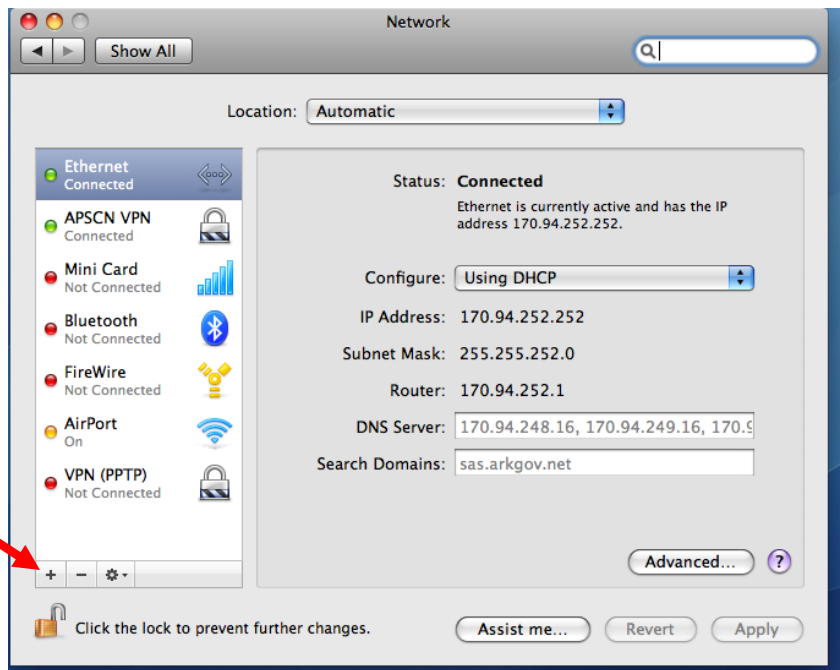 Network
Show All
Location: Automatic
Ethernet
Connected
APSCN VPN
Connected
Mini Card
Not Connected
Bluetooth
Not Connected
FireWire
Not Connected
AirPort
On
VPN (PPTP)
Not Connected
+ −
Status: Connected
Ethernet is currently active and has the IP
address 170.94.252.252.
Configure: Using DHCP
IP Address: 170.94.252.252
Subnet Mask: 255.255.252.0
Router: 170.94.252.1
DNS Server: 170.94.248.16, 170.94.249.16, 170.9
Search Domains: sas.arkgov.net
Advanced... ?
Click the lock to prevent further changes.
Assist me... Revert Apply